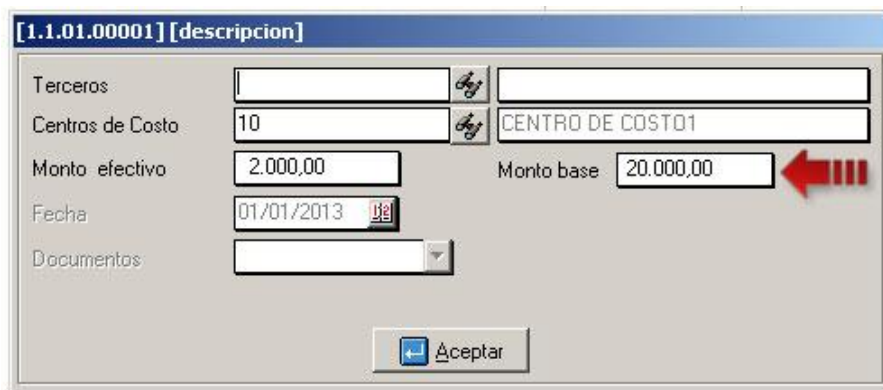 [1.1.01.00001] [descripcion]
Terceros
Centros de Costo 10 CENTRO DE COSTO1
Monto efectivo 2.000,00 Monto base 20.000,00
Fecha 01/01/2013 12
Documentos
Aceptar